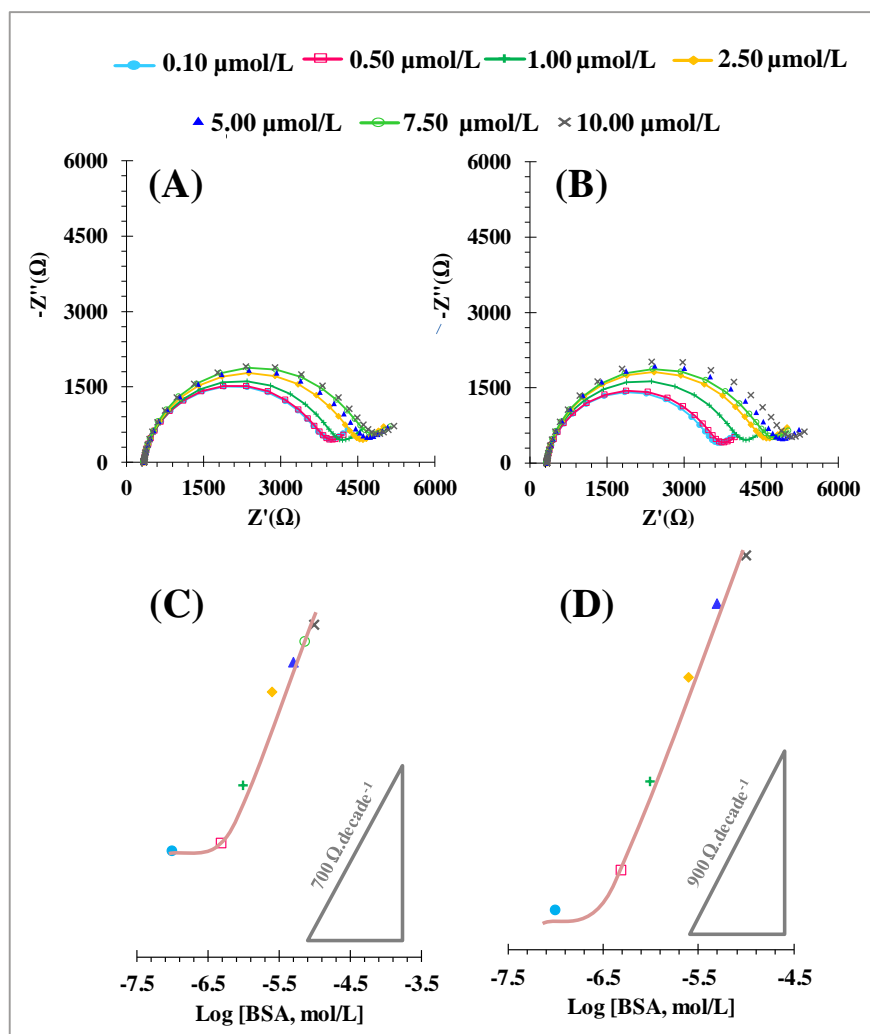 0.10 µmol/L 0.50 µmol/L 1.00 µmol/L 2.50 µmol/L
5.00 µmol/L 7.50 µmol/L 10.00 µmol/L
(A)
-Z''(Ω)
6000
4500
3000
1500
0
0 1500 3000 4500 6000
Z'(Ω)
(B)
-Z''(Ω)
6000
4500
3000
1500
0
0 1500 3000 4500 6000
Z'(Ω)
(C)
700 Ω.decade⁻¹
-7.5 -6.5 -5.5 -4.5 -3.5
Log [BSA, mol/L]
(D)
900 Ω.decade⁻¹
-7.5 -6.5 -5.5 -4.5
Log [BSA, mol/L]